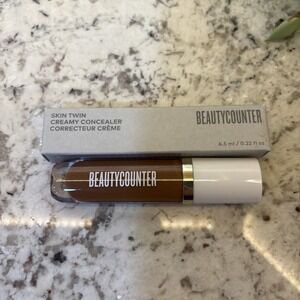 SKIN TWIN
CREAMY CONCEALER
CORRECTEUR CRÈME
BEAUTYCOUNTER
6.5 ml / 0.22 fl oz
BEAUTYCOUNTER